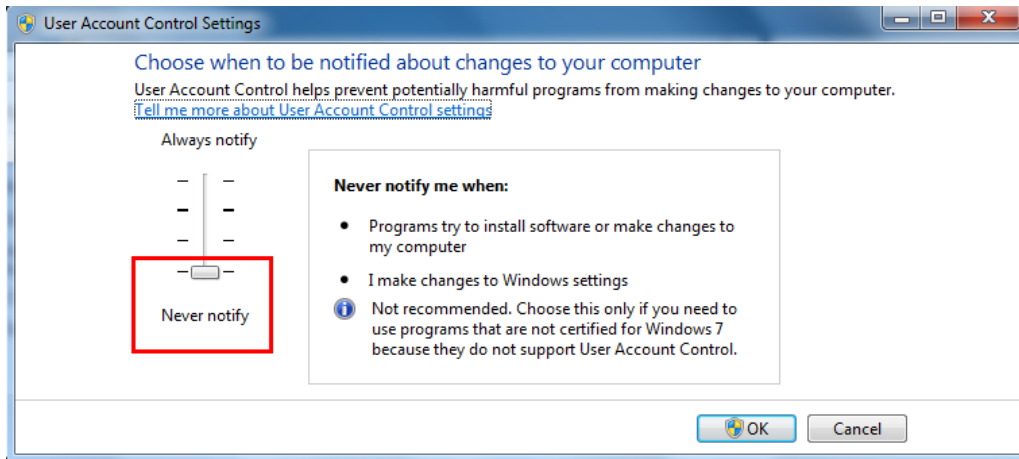 User Account Control Settings
Choose when to be notified about changes to your computer
User Account Control helps prevent potentially harmful programs from making changes to your computer.
Tell me more about User Account Control settings
Always notify
Never notify me when:
Programs try to install software or make changes to
my computer
I make changes to Windows settings
Never notify
Not recommended. Choose this only if you need to
use programs that are not certified for Windows 7
because they do not support User Account Control.
OK
Cancel